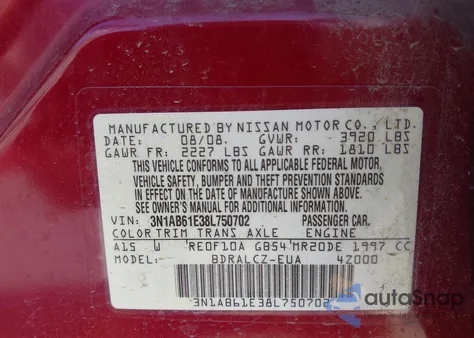 MANUFACTURED BY NISSAN MOTOR CO., LTD.
DATE: 08/08. GVWR: 3920 LBS
GAWR FR: 2227 LBS GAWR RR: 1810 LBS
THIS VEHICLE CONFORMS TO ALL APPLICABLE FEDERAL MOTOR,
VEHICLE SAFETY, BUMPER AND THEFT PREVENTION STANDARDS
IN EFFECT ON THE DATE OF MANUFACTURE SHOWN ABOVE.
SEE OWNER'S MANUAL FOR ADDITIONAL INFORMATION.
VIN: 3N1AB61E38L750702 PASSENGER CAR.
COLOR TRIM TRANS AXLE ENGINE
A15 W RE0F10A GB54 MR20DE 1997 CC
MODEL: BDRALCZ-EUA 4Z000
3N1AB61E38L750702
autoSnap